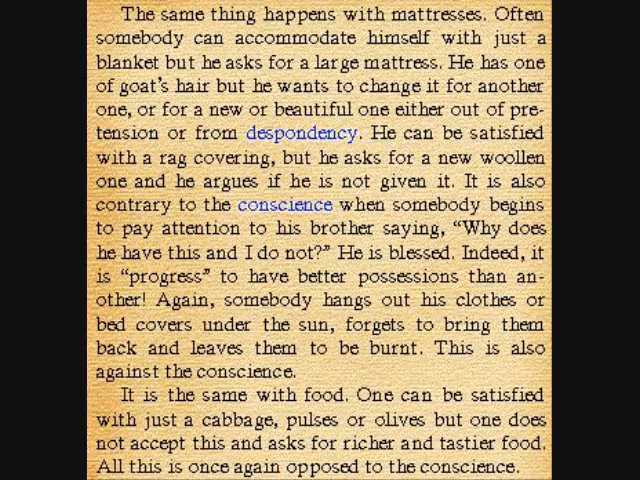 The same thing happens with mattresses. Often
somebody can accommodate himself with just a
blanket but he asks for a large mattress. He has one
of goat's hair but he wants to change it for another
one, or for a new or beautiful one either out of pre-
tension or from despondency. He can be satisfied
with a rag covering, but he asks for a new woollen
one and he argues if he is not given it. It is also
contrary to the conscience when somebody begins
to pay attention to his brother saying, “Why does
he have this and I do not?” He is blessed. Indeed, it
is “progress” to have better possessions than an-
other! Again, somebody hangs out his clothes or
bed covers under the sun, forgets to bring them
back and leaves them to be burnt. This is also
against the conscience.
It is the same with food. One can be satisfied
with just a cabbage, pulses or olives but one does
not accept this and asks for richer and tastier food.
All this is once again opposed to the conscience.